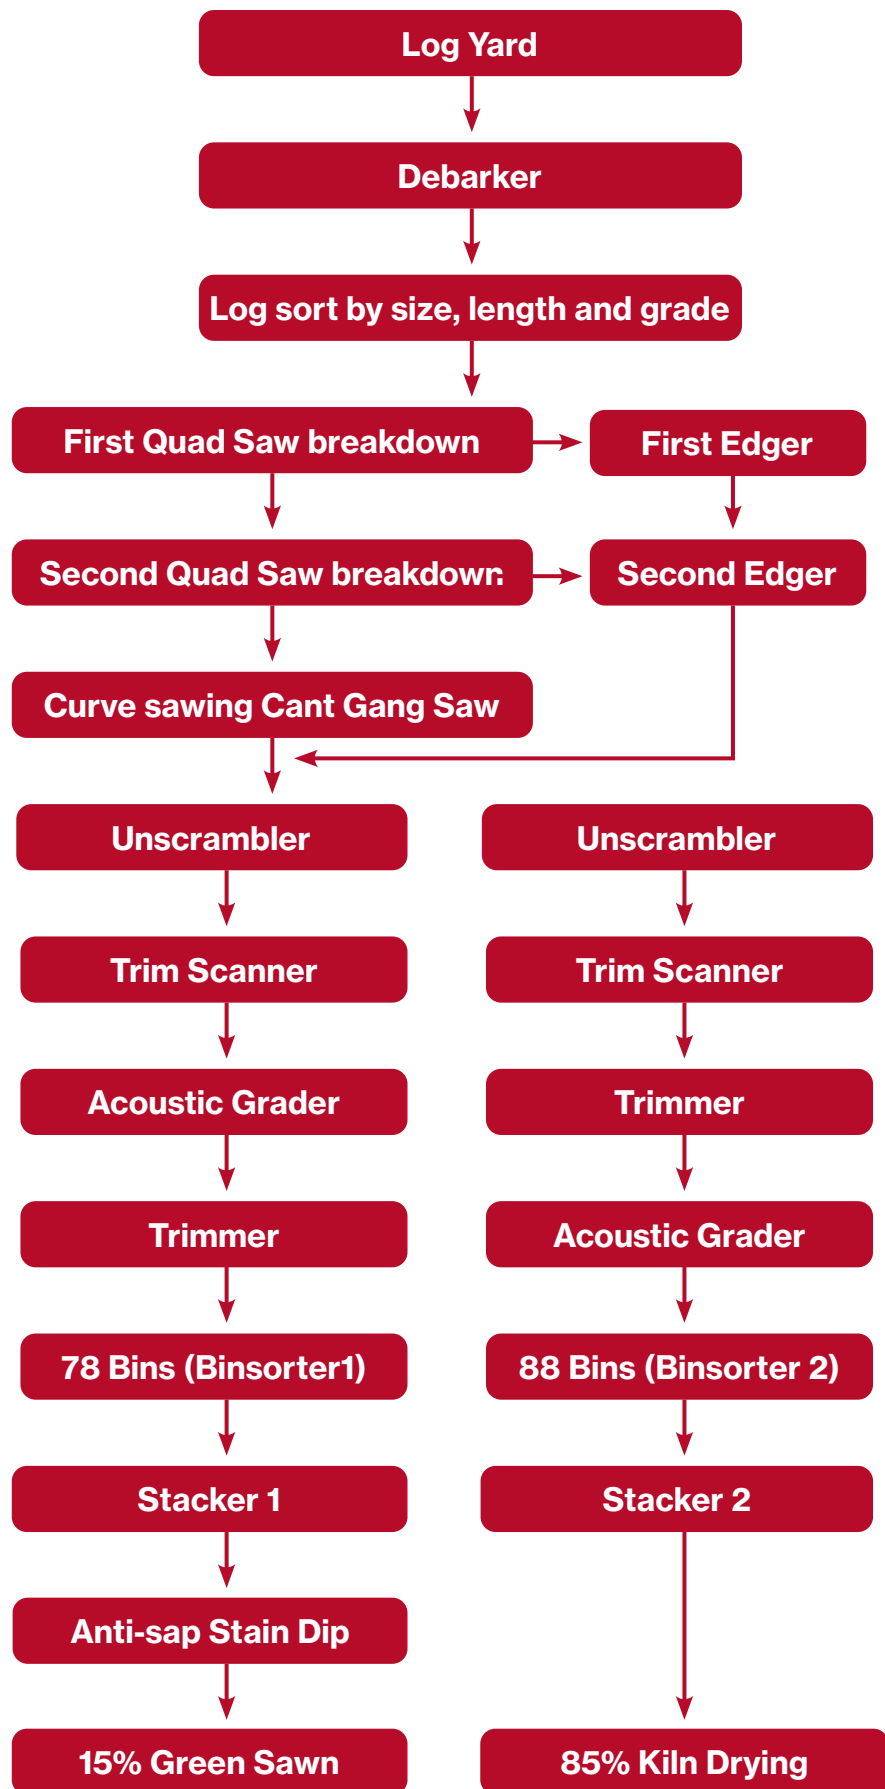 Log Yard
Debarker
Log sort by size, length and grade
First Quad Saw breakdown
First Edger
Second Quad Saw breakdown:
Second Edger
Curve sawing Cant Gang Saw
Unscrambler
Unscrambler
Trim Scanner
Trim Scanner
Acoustic Grader
Trimmer
Trimmer
Acoustic Grader
78 Bins (Binsorter1)
88 Bins (Binsorter 2)
Stacker 1
Stacker 2
Anti-sap Stain Dip
15% Green Sawn
85% Kiln Drying